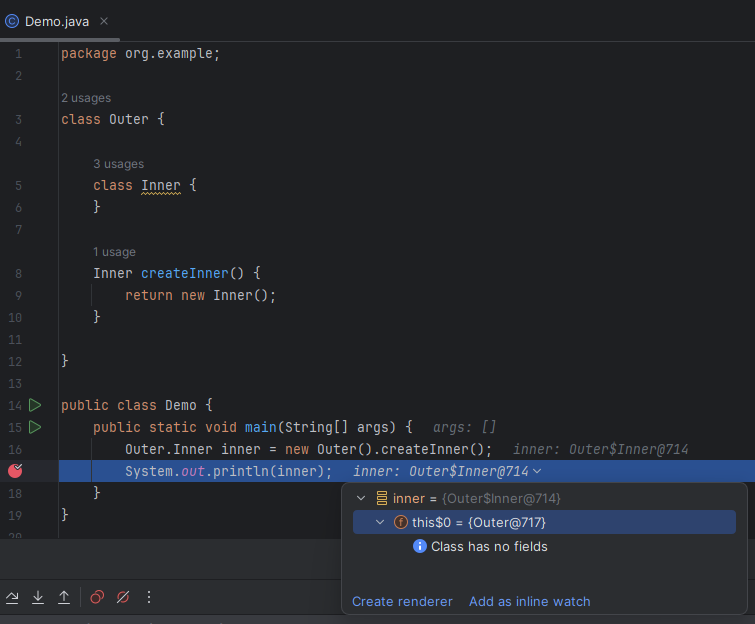 Demo.java
1 package org.example;
2
2 usages
3 class Outer {
4
3 usages
5 class Inner {
6 }
7
1 usage
8 Inner createInner() {
9 return new Inner();
10 }
11
12 }
13
14 public class Demo {
15 public static void main(String[] args) { args: []
16 Outer.Inner inner = new Outer().createInner(); inner: Outer$Inner@714
System.out.println(inner); inner: Outer$Inner@714
18 }
19 }
inner = {Outer$Inner@714}
this$0 = {Outer@717}
Class has no fields
Create renderer Add as inline watch